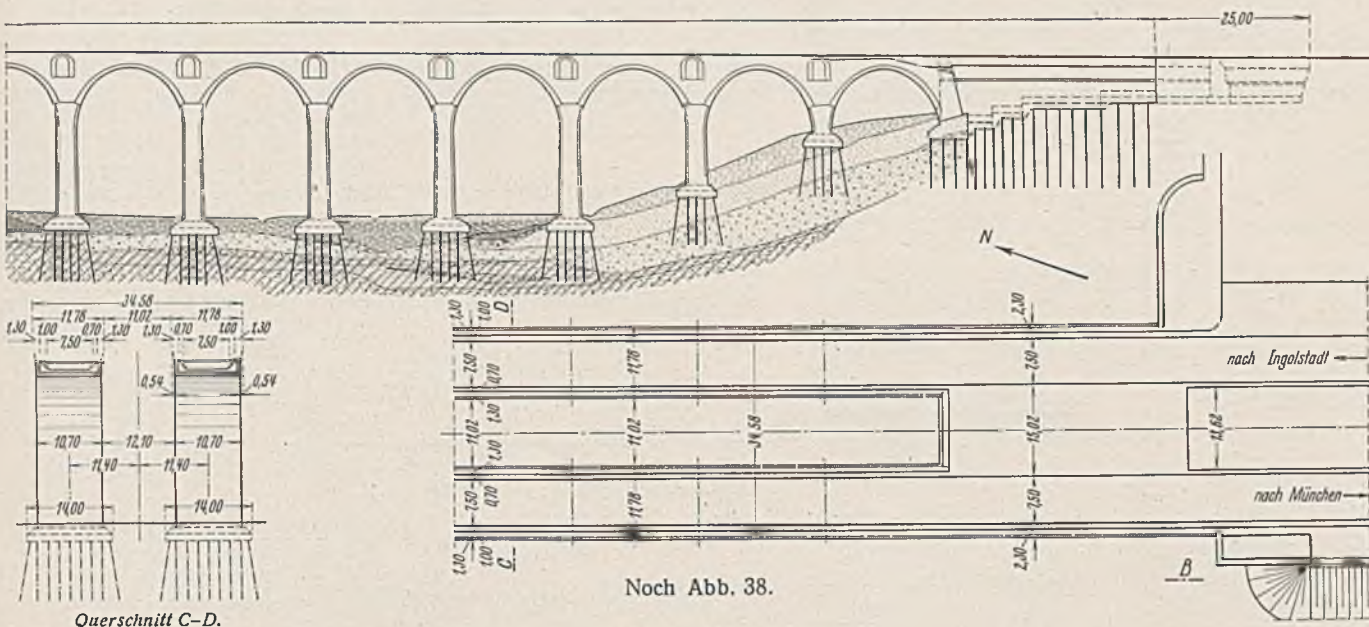 25,00
N
34,58
11,78 11,02 11,78
1,30 1,00 0,70 1,30 1,30 0,70 1,00 1,30
7,50 7,50
0,54 0,54
10,70 12,10 10,70
11,40 11,40
14,00 14,00
Querschnitt C–D.
1,30 1,00 D
7,50 0,70 11,78
11,02 1,30 1,30 11,02 34,58
7,50 0,70 11,78
1,30 1,00 C
2,30
7,50
15,02
7,50
2,30
nach Ingolstadt
nach München
B
Noch Abb. 38.